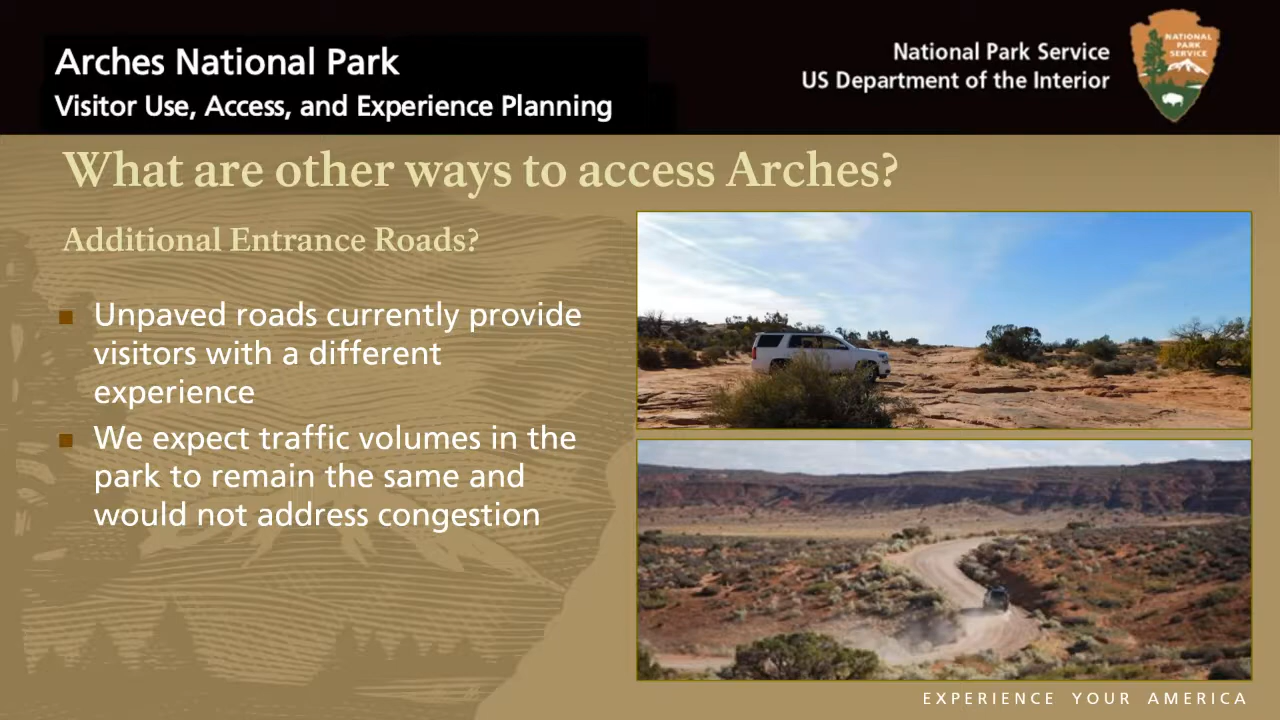 Arches National Park
Visitor Use, Access, and Experience Planning
National Park Service
US Department of the Interior
NATIONAL
PARK
SERVICE
What are other ways to access Arches?
Additional Entrance Roads?
Unpaved roads currently provide
visitors with a different
experience
We expect traffic volumes in the
park to remain the same and
would not address congestion
EXPERIENCE YOUR AMERICA